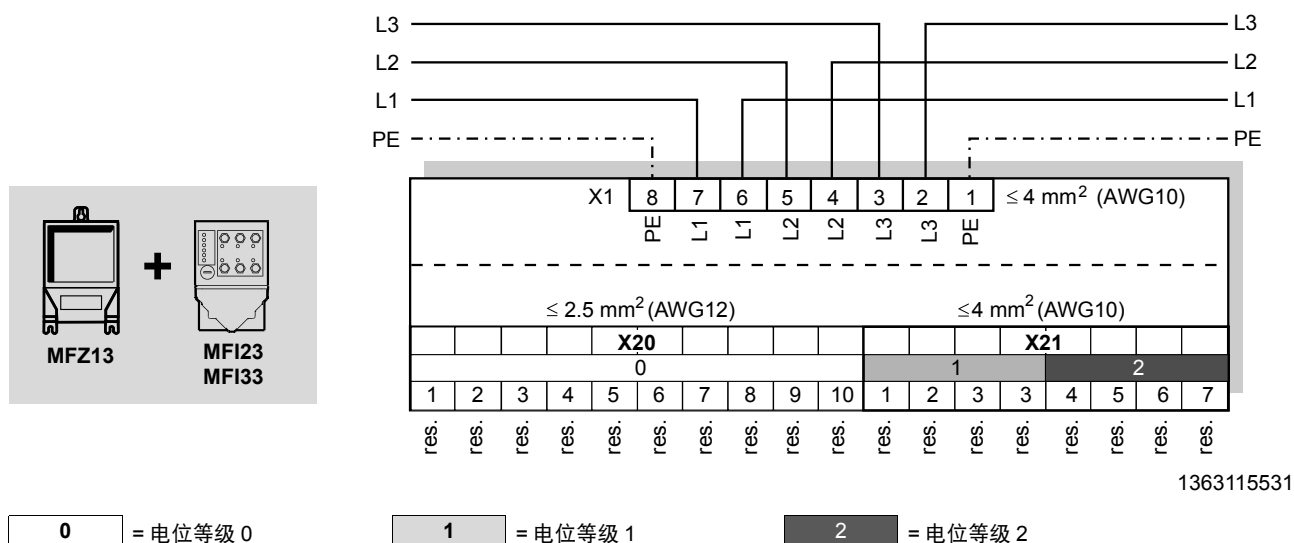 L3 L3
L2 L2
L1 L1
PE PE
X1 8 7 6 5 4 3 2 1 ≤ 4 mm² (AWG10)
PE L1 L1 L2 L2 L3 L3 PE
MFZ13
MFI23
MFI33
≤ 2.5 mm² (AWG12) ≤4 mm² (AWG10)
X20 X21
0 1 2
1 2 3 4 5 6 7 8 9 10 1 2 3 3 4 5 6 7
res. res. res. res. res. res. res. res. res. res. res. res. res. res. res. res. res. res.
1363115531
0 = 电位等级 0 1 = 电位等级 1 2 = 电位等级 2